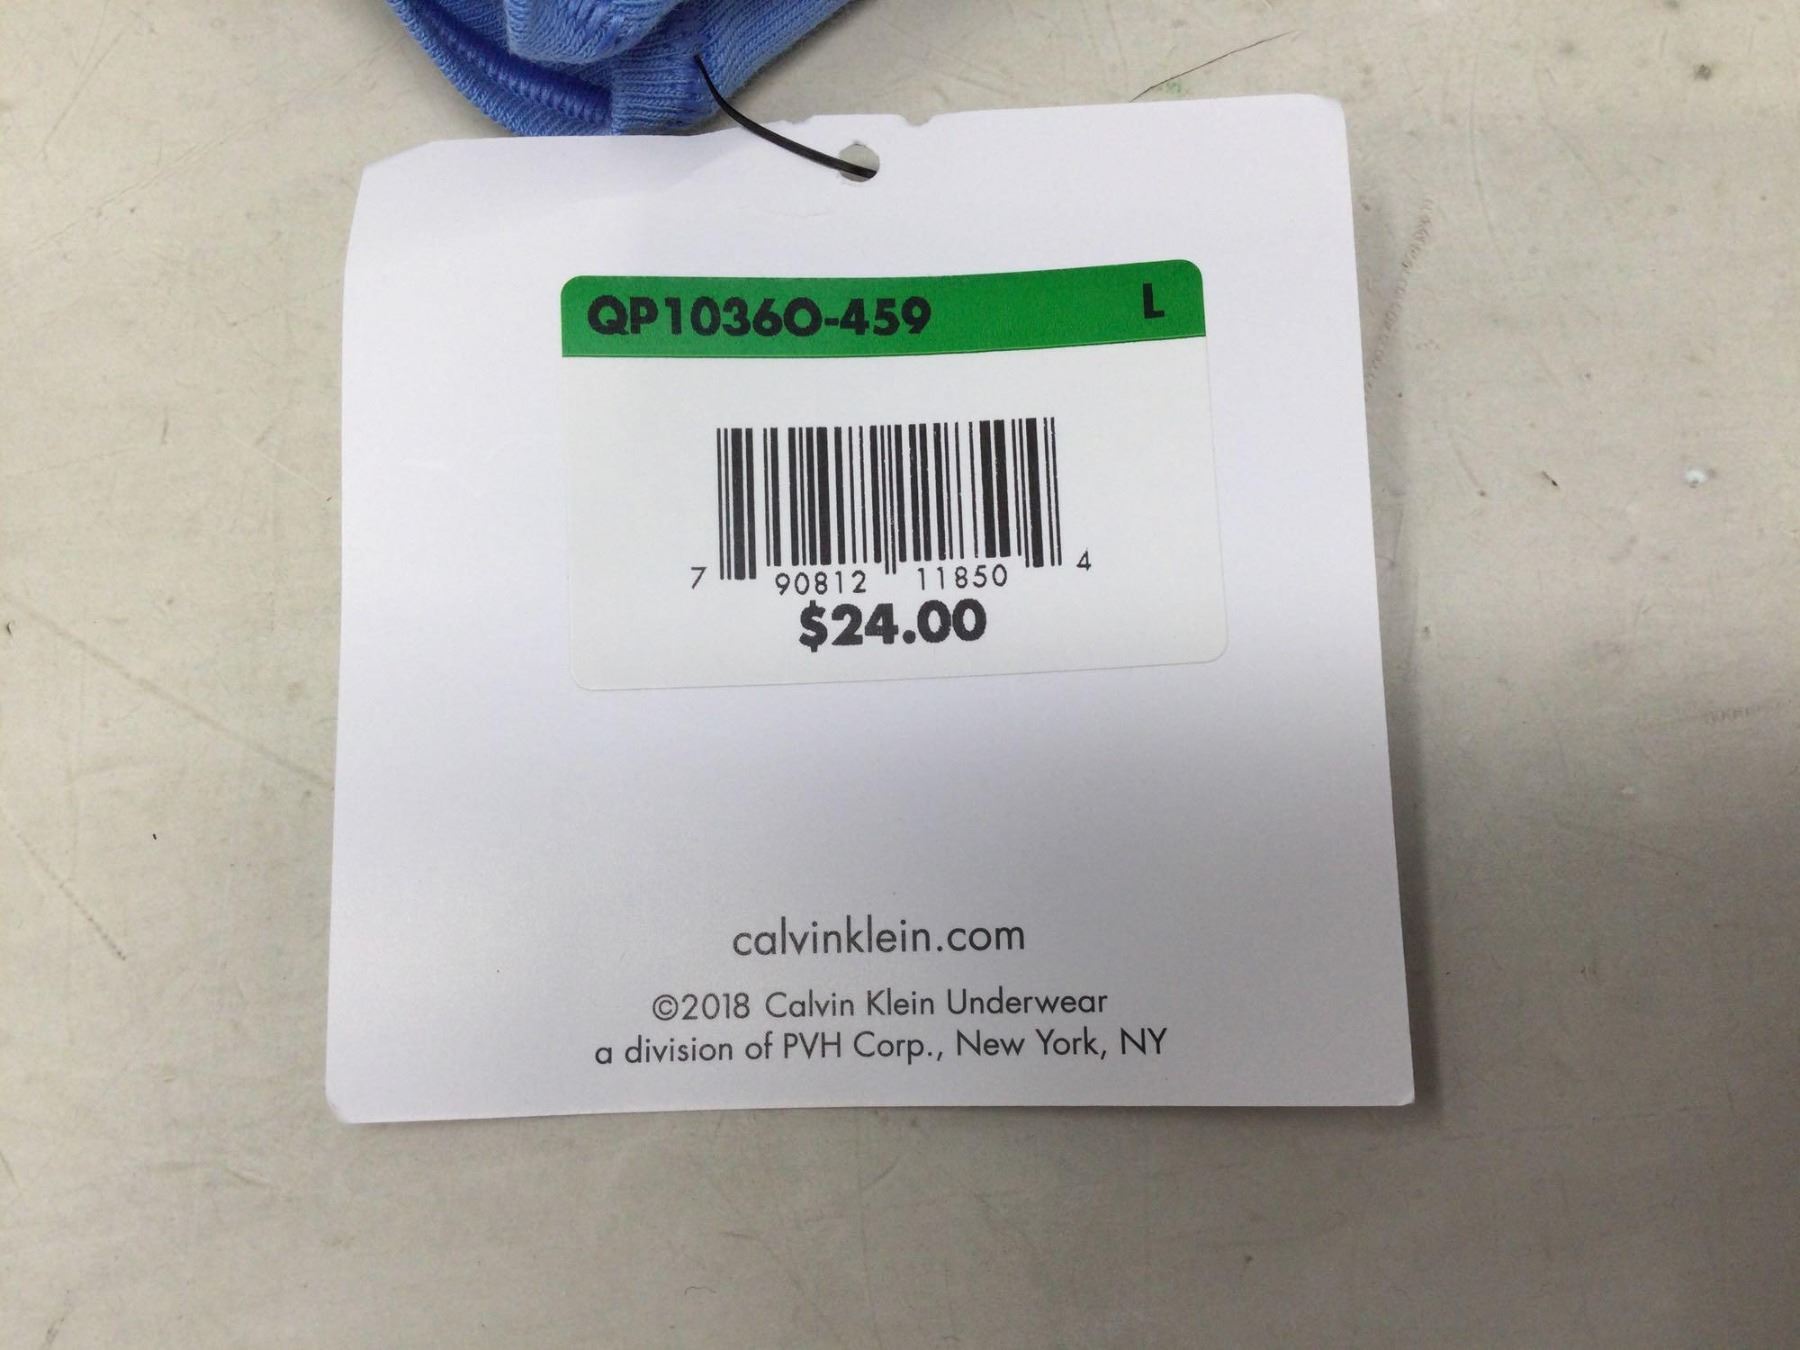 QP1036O-459 L
7 90812 11850 4
$24.00
calvinklein.com
©2018 Calvin Klein Underwear
a division of PVH Corp., New York, NY